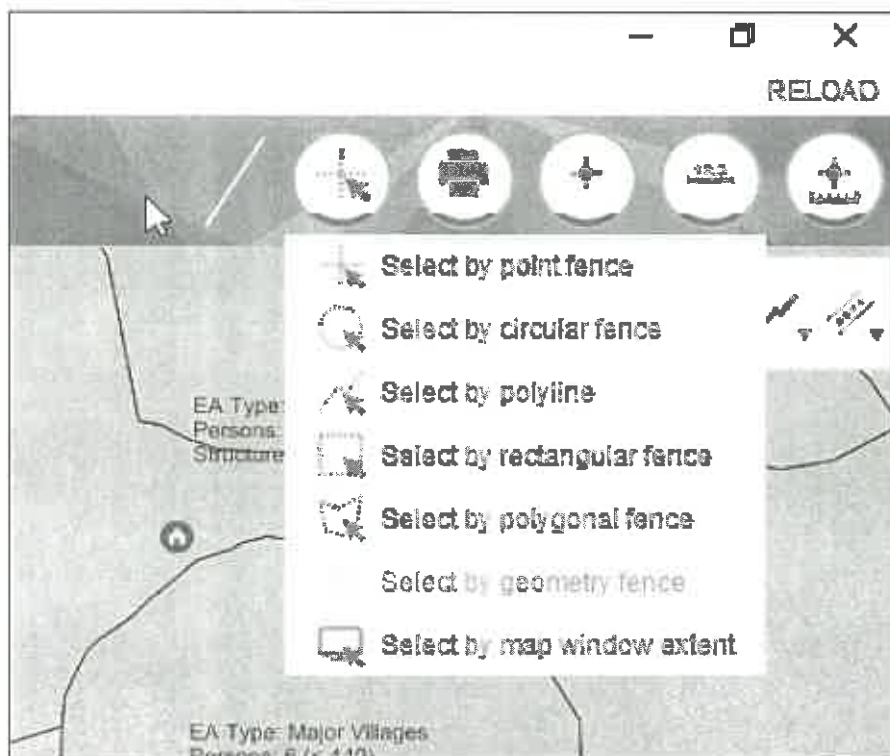 RELOAD
Select by point fence
Select by circular fence
Select by polyline
EA Type:
Persons:
Structure
Select by rectangular fence
Select by polygonal fence
Select by geometry fence
Select by map window extent
EA Type: Major Villages